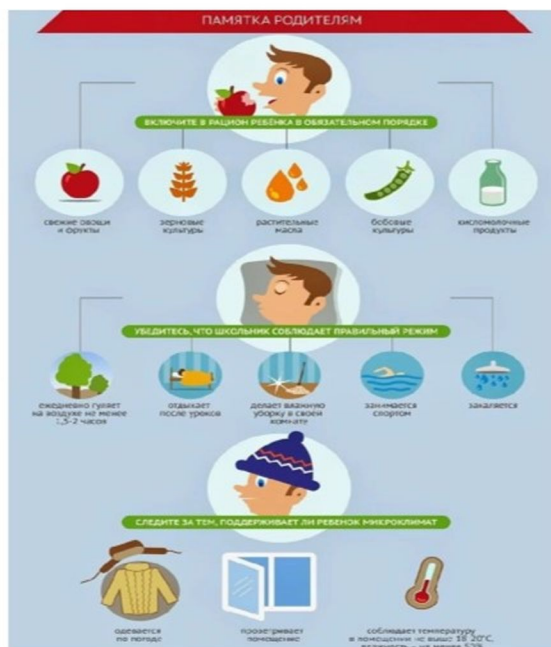 ПАМЯТКА РОДИТЕЛЯМ
ВКЛЮЧИТЕ В РАЦИОН РЕБЁНКА В ОБЯЗАТЕЛЬНОМ ПОРЯДКЕ
свежие овощи
и фрукты
зерновые
культуры
растительные
масла
бобовые
культуры
кисломолочные
продукты
УБЕДИТЕСЬ, ЧТО ШКОЛЬНИК СОБЛЮДАЕТ ПРАВИЛЬНЫЙ РЕЖИМ
ежедневно гуляет
на воздухе не менее
1,5-2 часов
отдыхает
после уроков
делает влажную
уборку в своей
комнате
занимается
спортом
закаляется
СЛЕДИТЕ ЗА ТЕМ, ПОДДЕРЖИВАЕТ ЛИ РЕБЕНОК МИКРОКЛИМАТ
одевается
по погоде
проветривает
помещение
соблюдает температуру
в помещении не выше 18-20°C,